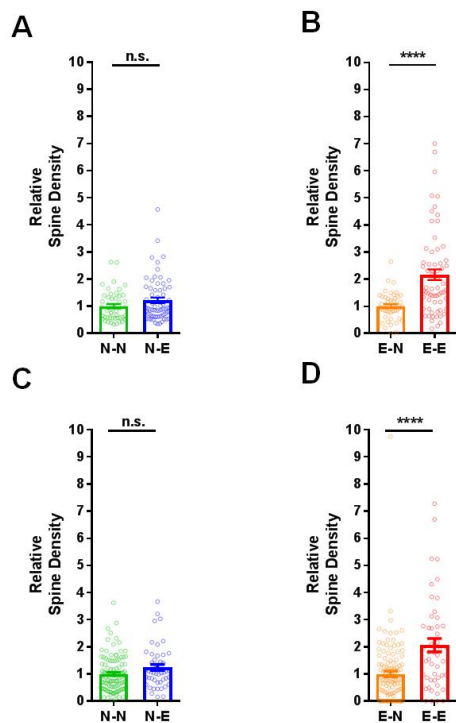 A
n.s.
10
9
8
7
6
5
4
3
2
1
0
Relative
Spine Density
N-N N-E
B
****
10
9
8
7
6
5
4
3
2
1
0
Relative
Spine Density
E-N E-E
C
n.s.
10
9
8
7
6
5
4
3
2
1
0
Relative
Spine Density
N-N N-E
D
****
10
9
8
7
6
5
4
3
2
1
0
Relative
Spine Density
E-N E-E